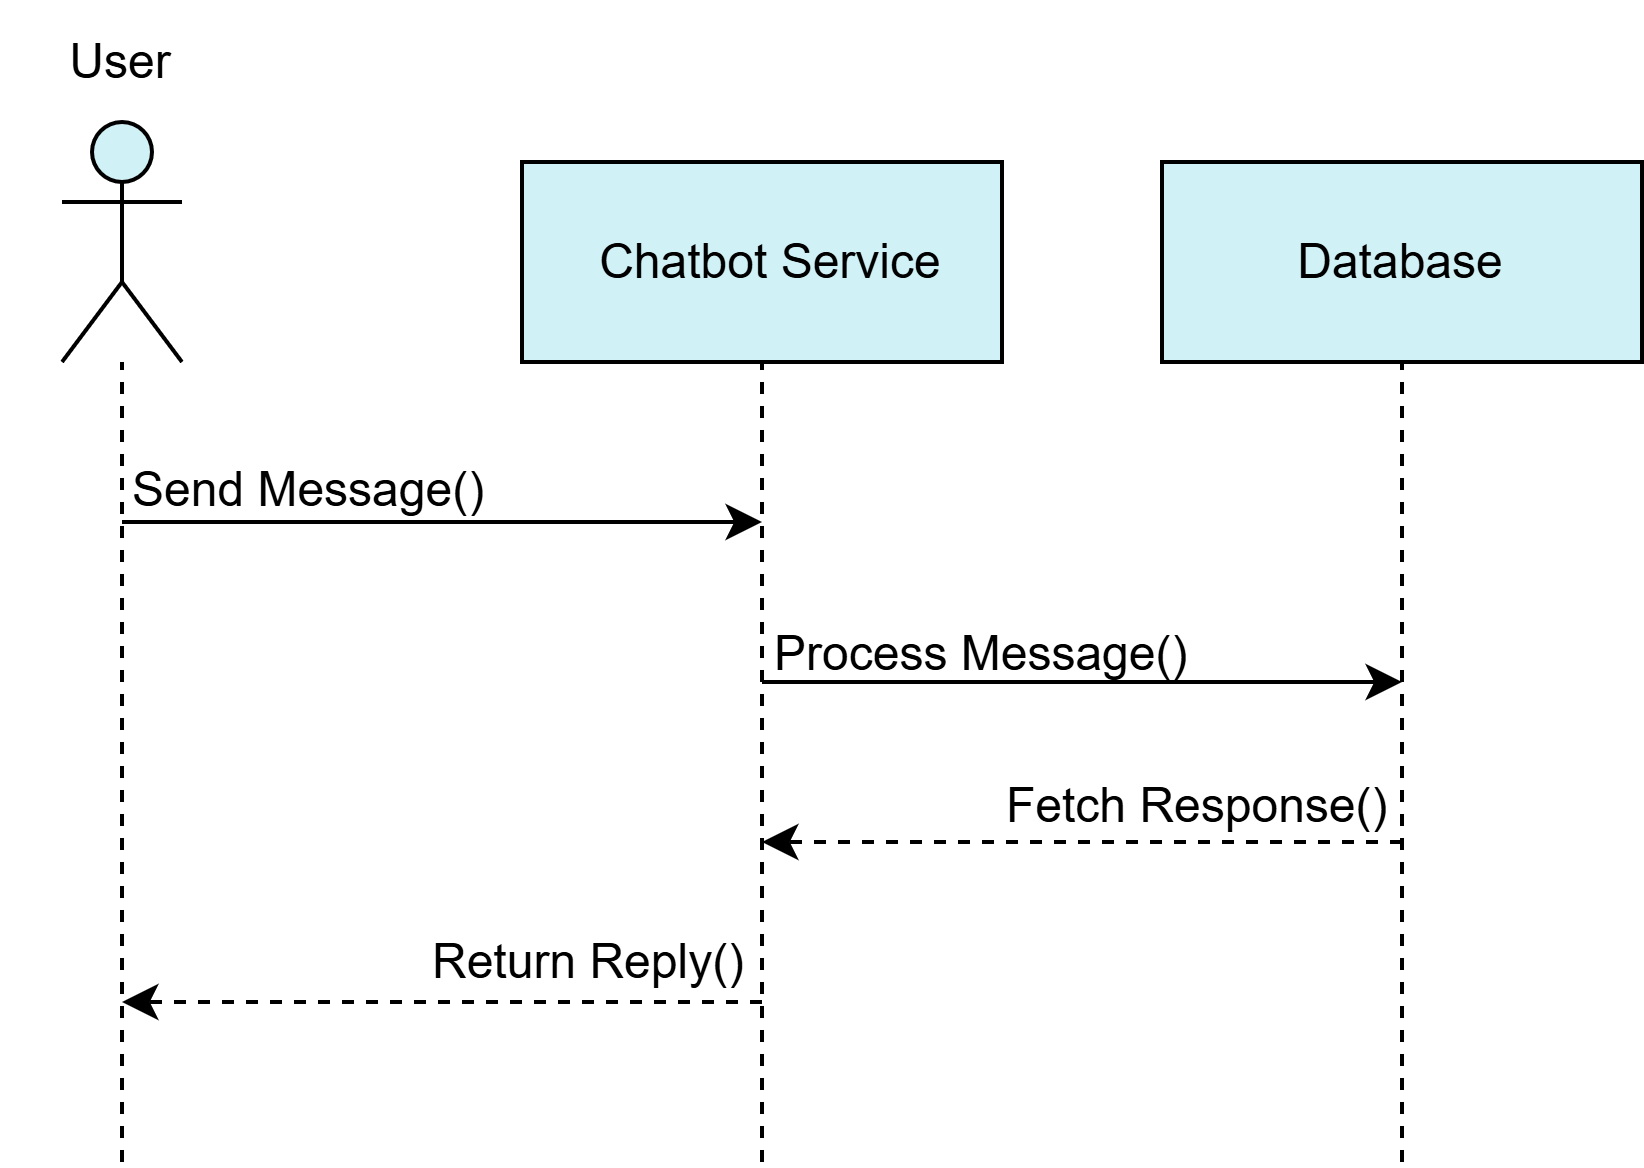 User
Chatbot Service
Database
Send Message()
Process Message()
Fetch Response()
Return Reply()